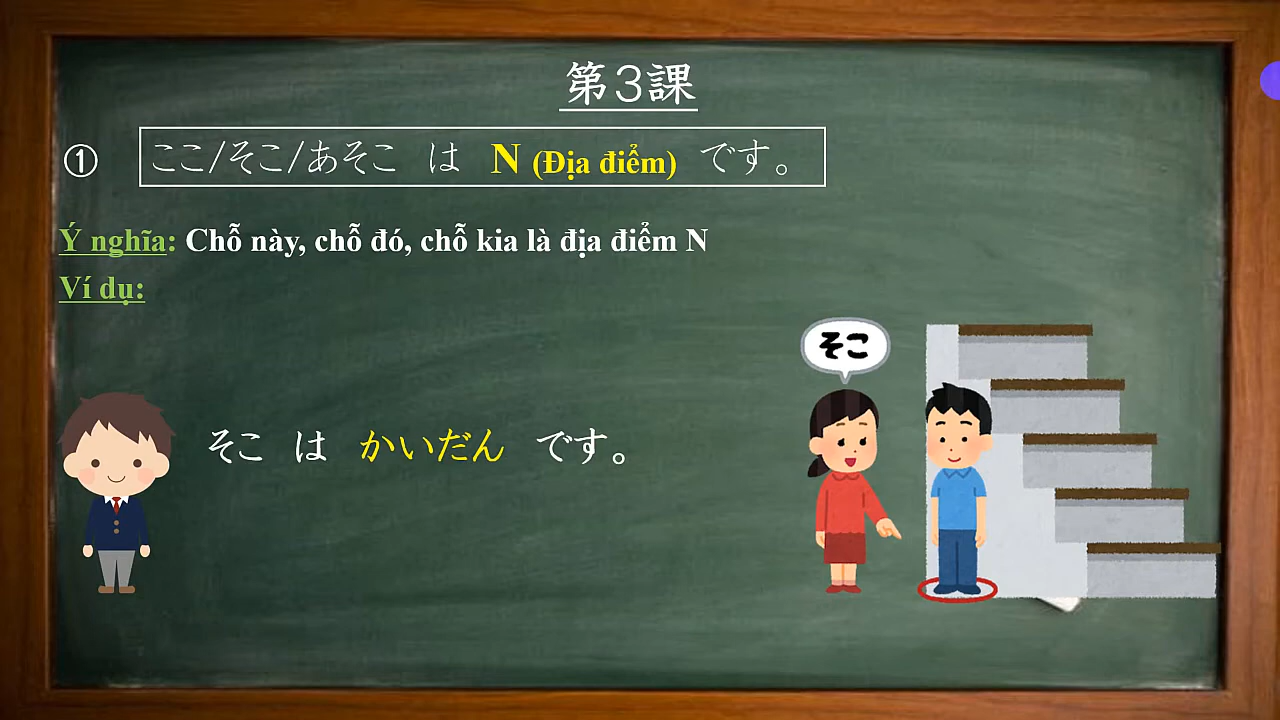 第3課
① ここ/そこ/あそこ は N (Địa điểm) です。
Ý nghĩa: Chỗ này, chỗ đó, chỗ kia là địa điểm N
Ví dụ:
そこ
そこ は かいだん です。